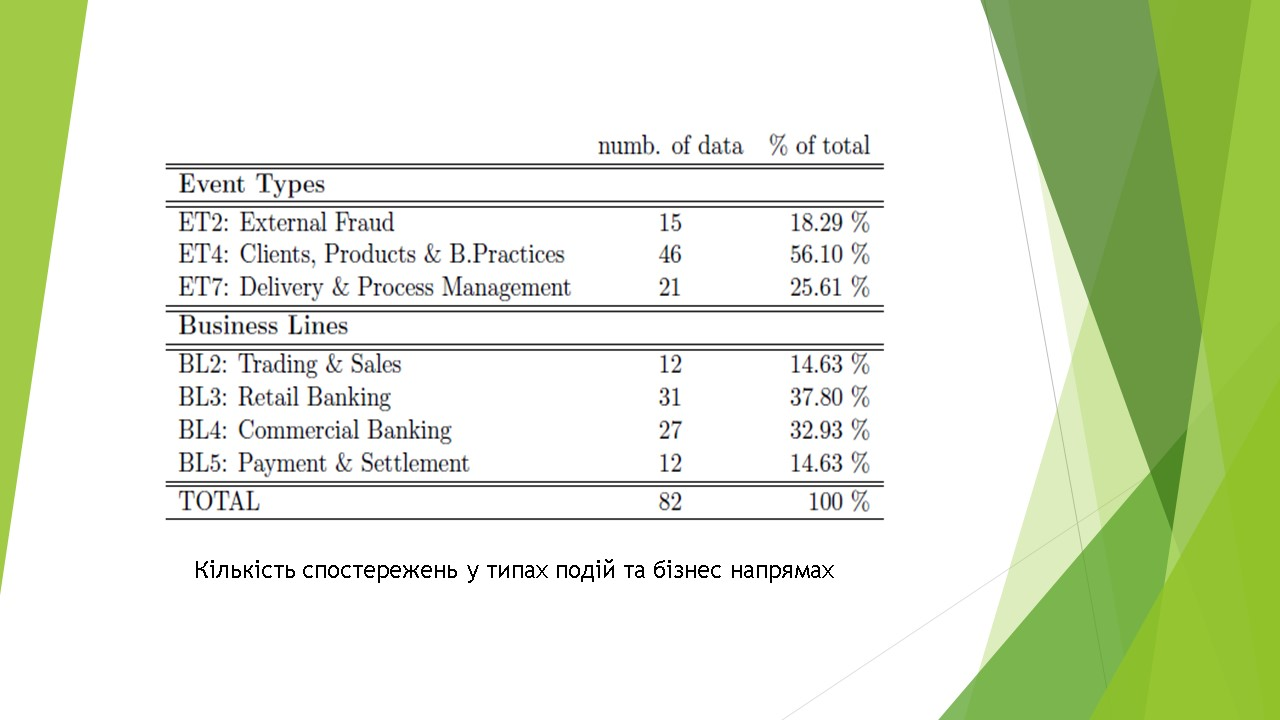 numb. of data % of total
Event Types
ET2: External Fraud 15 18.29 %
ET4: Clients, Products & B.Practices 46 56.10 %
ET7: Delivery & Process Management 21 25.61 %
Business Lines
BL2: Trading & Sales 12 14.63 %
BL3: Retail Banking 31 37.80 %
BL4: Commercial Banking 27 32.93 %
BL5: Payment & Settlement 12 14.63 %
TOTAL 82 100 %
Кількість спостережень у типах подій та бізнес напрямах